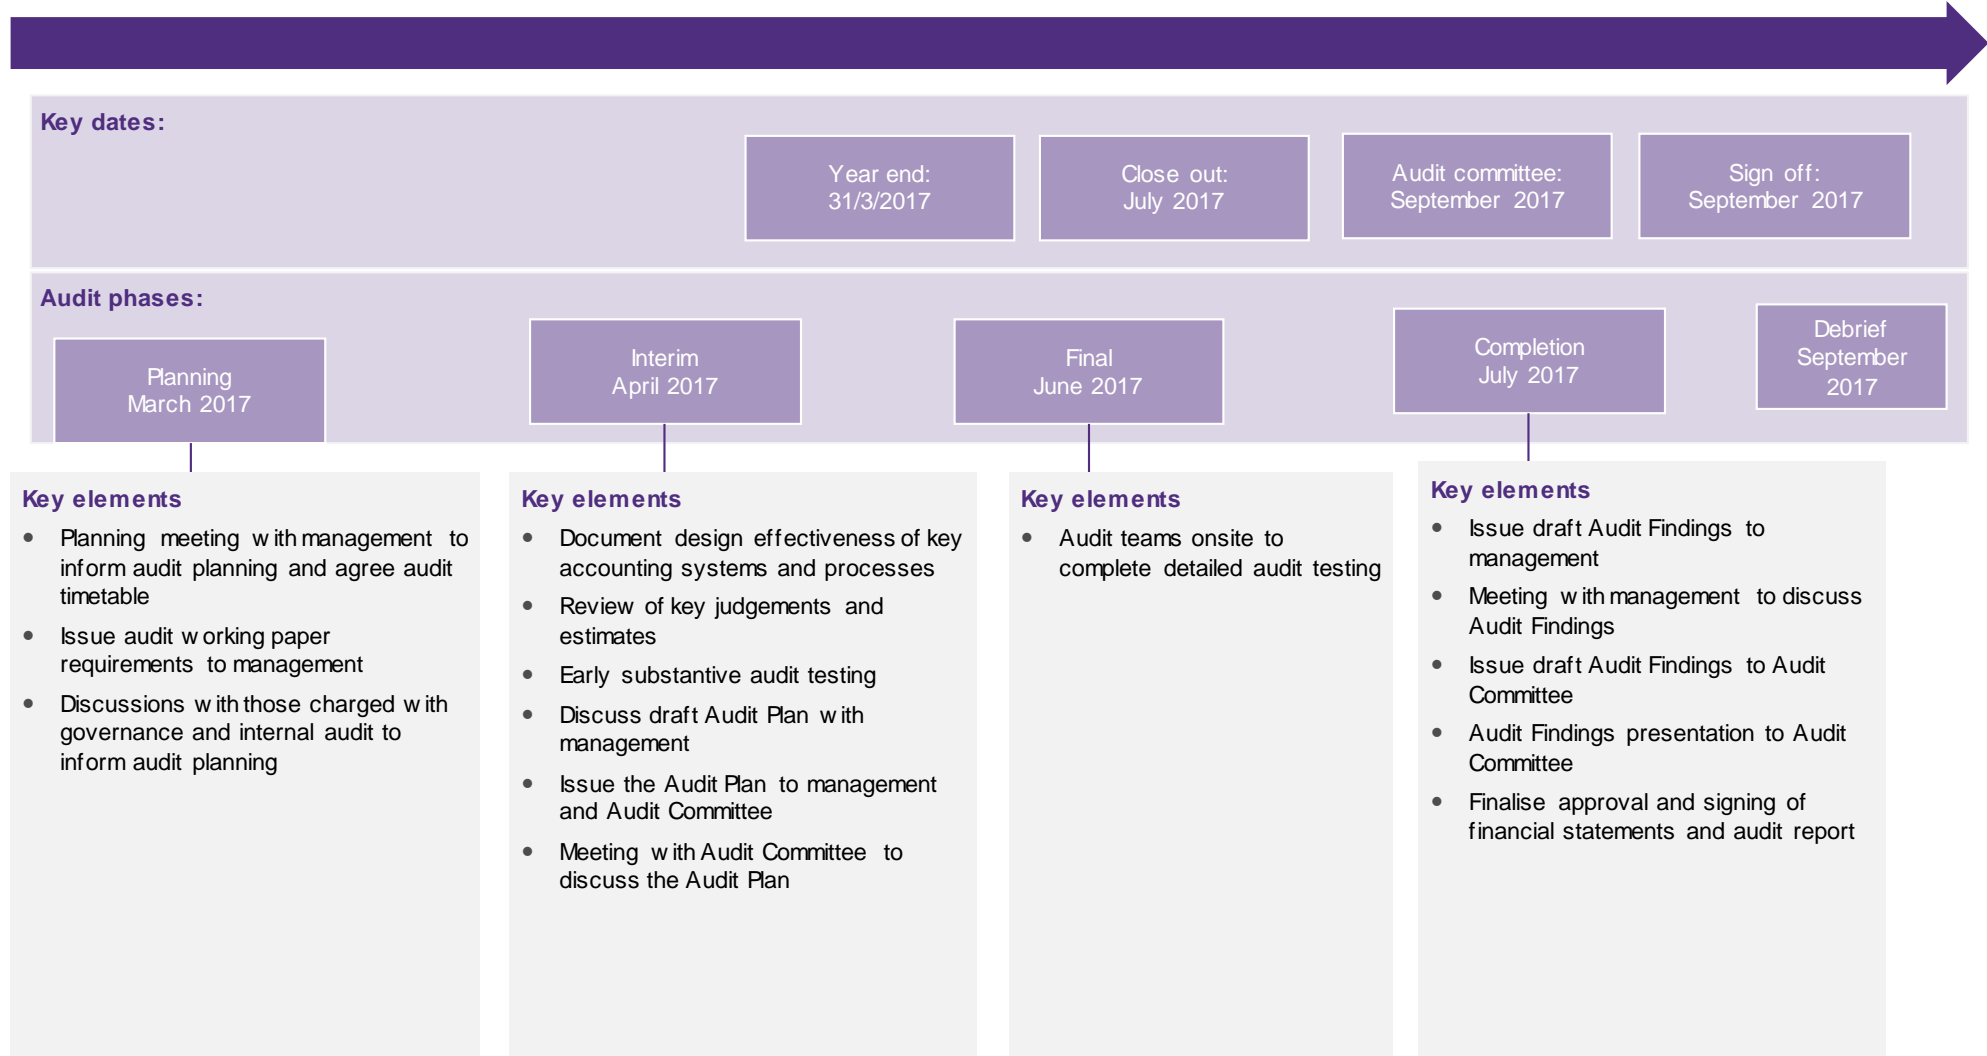 Key dates:
Year end:
31/3/2017
Close out:
July 2017
Audit committee:
September 2017
Sign off:
September 2017
Audit phases:
Planning
March 2017
Interim
April 2017
Final
June 2017
Completion
July 2017
Debrief
September
2017
Key elements
• Planning meeting with management to
inform audit planning and agree audit
timetable
• Issue audit working paper
requirements to management
• Discussions with those charged with
governance and internal audit to
inform audit planning
Key elements
• Document design effectiveness of key
accounting systems and processes
• Review of key judgements and
estimates
• Early substantive audit testing
• Discuss draft Audit Plan with
management
• Issue the Audit Plan to management
and Audit Committee
• Meeting with Audit Committee to
discuss the Audit Plan
Key elements
• Audit teams onsite to
complete detailed audit testing
Key elements
• Issue draft Audit Findings to
management
• Meeting with management to discuss
Audit Findings
• Issue draft Audit Findings to Audit
Committee
• Audit Findings presentation to Audit
Committee
• Finalise approval and signing of
financial statements and audit report